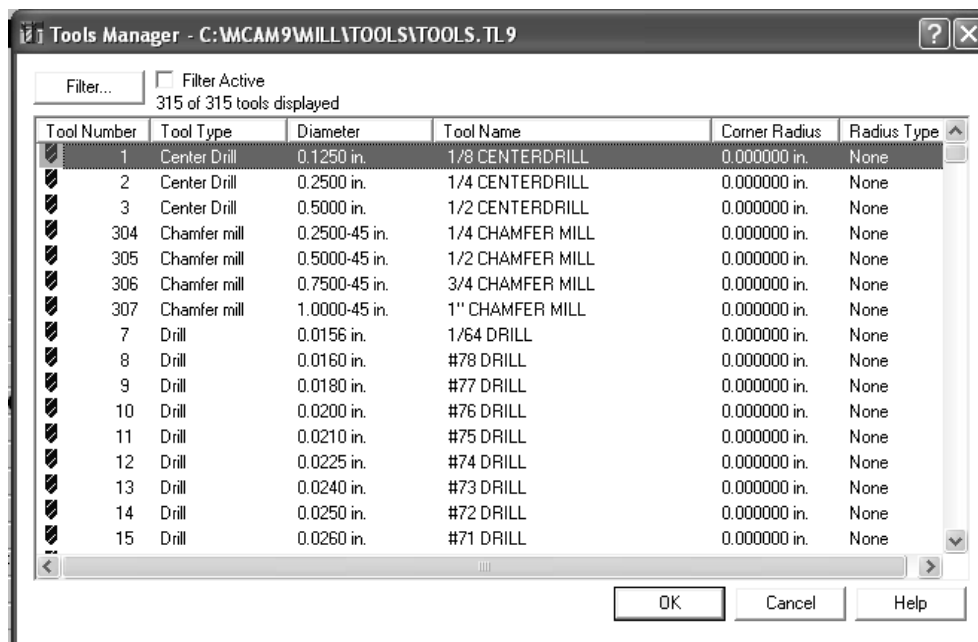 Tools Manager - C:\MCAM9\MILL\TOOLS\TOOLS.TL9
Filter... Filter Active
315 of 315 tools displayed
Tool Number Tool Type Diameter Tool Name Corner Radius Radius Type
1 Center Drill 0.1250 in. 1/8 CENTERDRILL 0.000000 in. None
2 Center Drill 0.2500 in. 1/4 CENTERDRILL 0.000000 in. None
3 Center Drill 0.5000 in. 1/2 CENTERDRILL 0.000000 in. None
304 Chamfer mill 0.2500-45 in. 1/4 CHAMFER MILL 0.000000 in. None
305 Chamfer mill 0.5000-45 in. 1/2 CHAMFER MILL 0.000000 in. None
306 Chamfer mill 0.7500-45 in. 3/4 CHAMFER MILL 0.000000 in. None
307 Chamfer mill 1.0000-45 in. 1" CHAMFER MILL 0.000000 in. None
7 Drill 0.0156 in. 1/64 DRILL 0.000000 in. None
8 Drill 0.0160 in. #78 DRILL 0.000000 in. None
9 Drill 0.0180 in. #77 DRILL 0.000000 in. None
10 Drill 0.0200 in. #76 DRILL 0.000000 in. None
11 Drill 0.0210 in. #75 DRILL 0.000000 in. None
12 Drill 0.0225 in. #74 DRILL 0.000000 in. None
13 Drill 0.0240 in. #73 DRILL 0.000000 in. None
14 Drill 0.0250 in. #72 DRILL 0.000000 in. None
15 Drill 0.0260 in. #71 DRILL 0.000000 in. None
OK Cancel Help